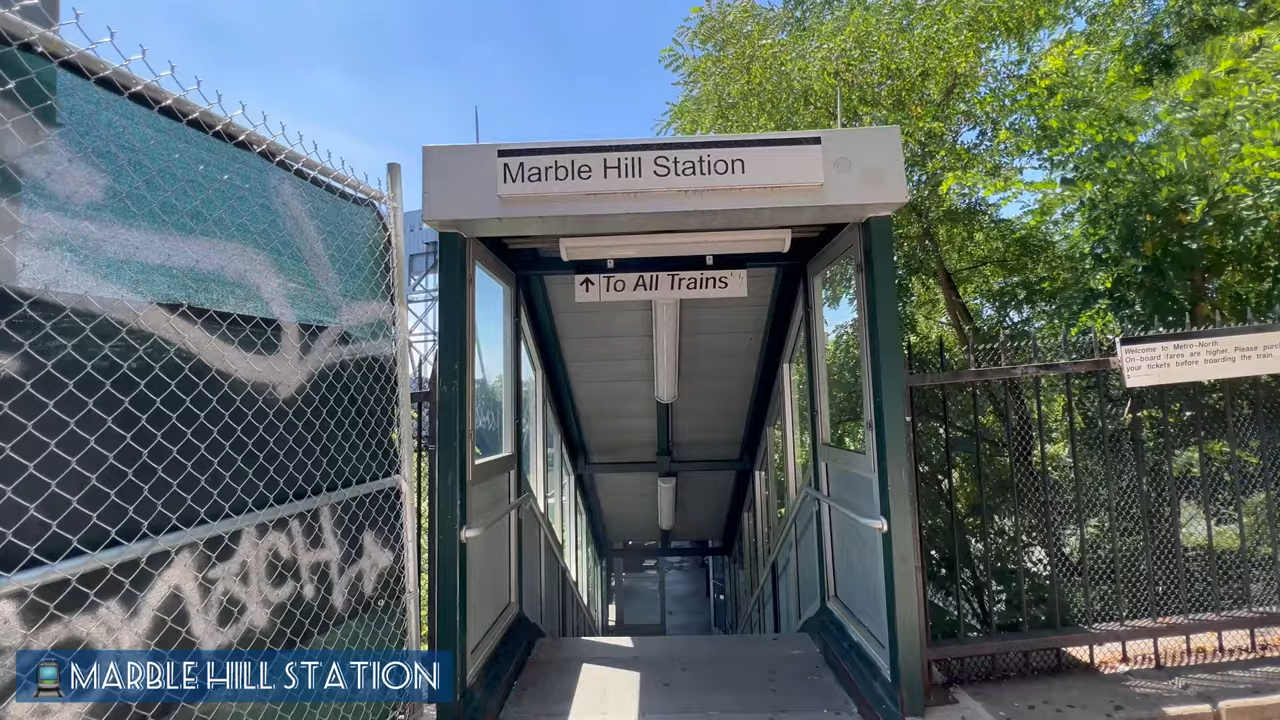 Marble Hill Station
To All Trains
Welcome to Metro-North
On-board fares are higher. Please purc
your tickets before boarding the train.
MARBLE HILL STATION